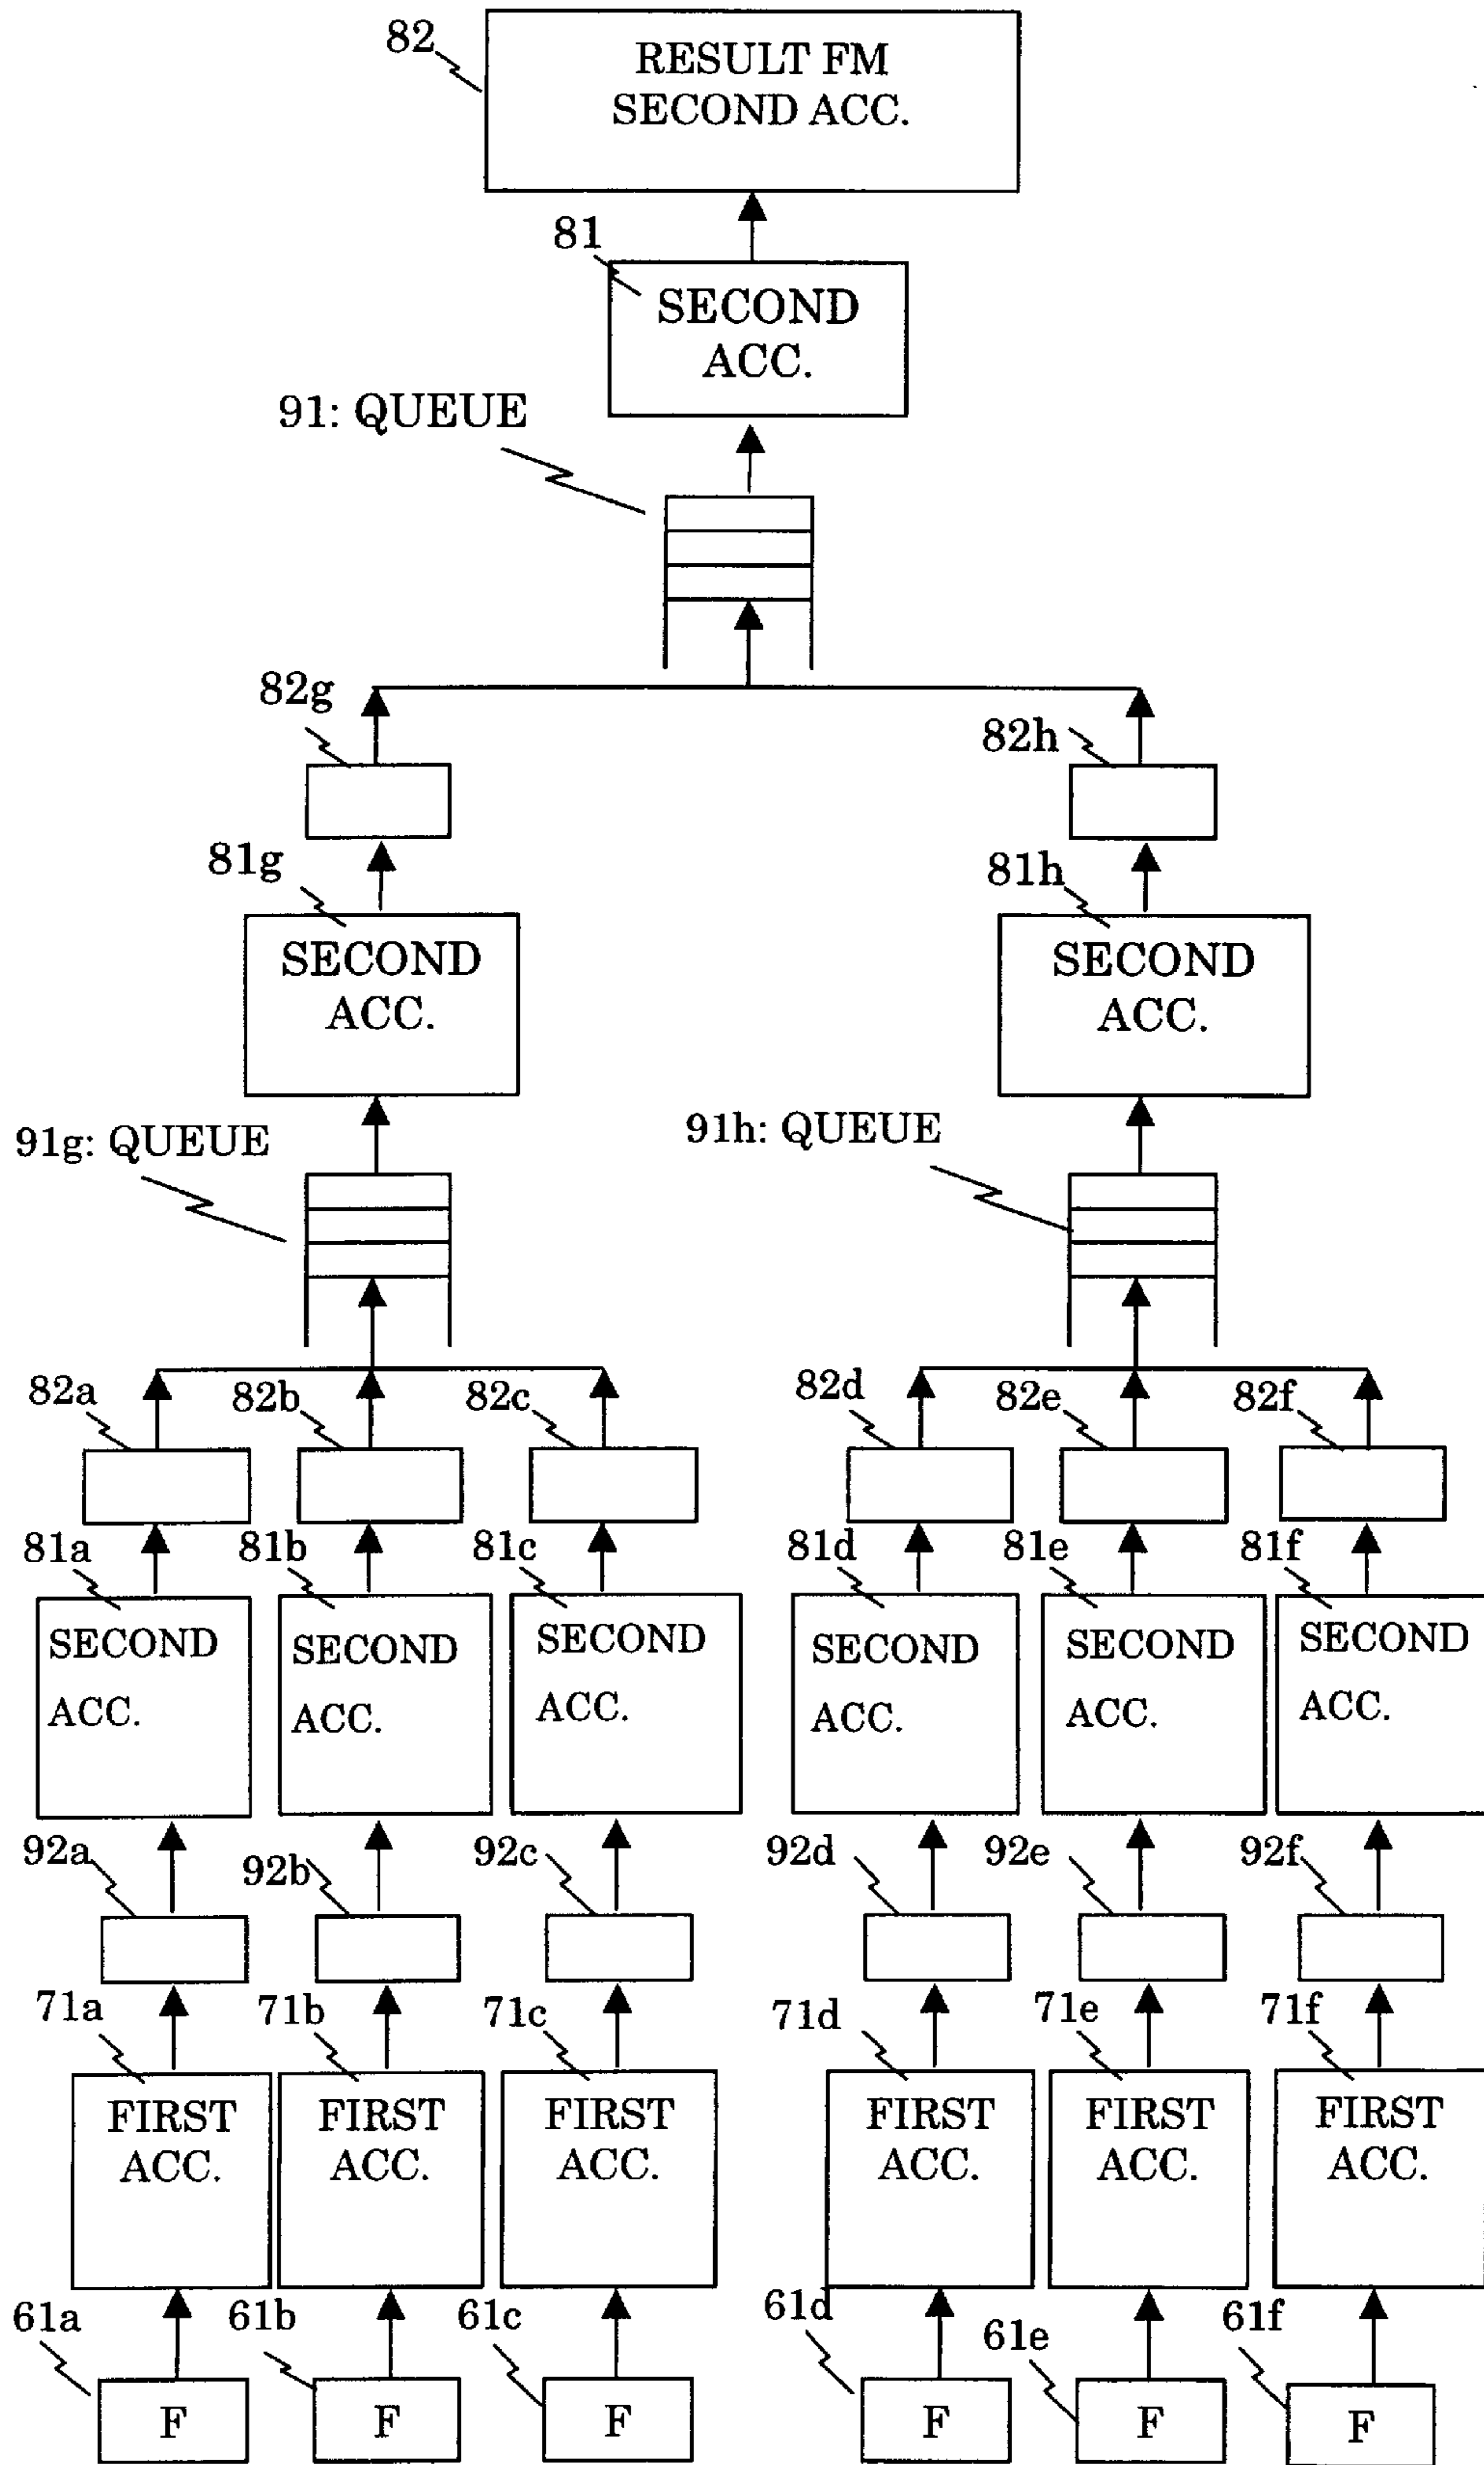 82
RESULT FM
SECOND ACC.
81
SECOND
ACC.
91: QUEUE
82g
82h
81g
81h
SECOND
ACC.
SECOND
ACC.
91g: QUEUE
91h: QUEUE
82a
82b
82c
82d
82e
82f
81a
81b
81c
81d
81e
81f
SECOND
ACC.
SECOND
ACC.
SECOND
ACC.
SECOND
ACC.
SECOND
ACC.
SECOND
ACC.
92a
92b
92c
92d
92e
92f
71a
71b
71c
71d
71e
71f
FIRST
ACC.
FIRST
ACC.
FIRST
ACC.
FIRST
ACC.
FIRST
ACC.
FIRST
ACC.
61a
61b
61c
61d
61e
61f
F
F
F
F
F
F